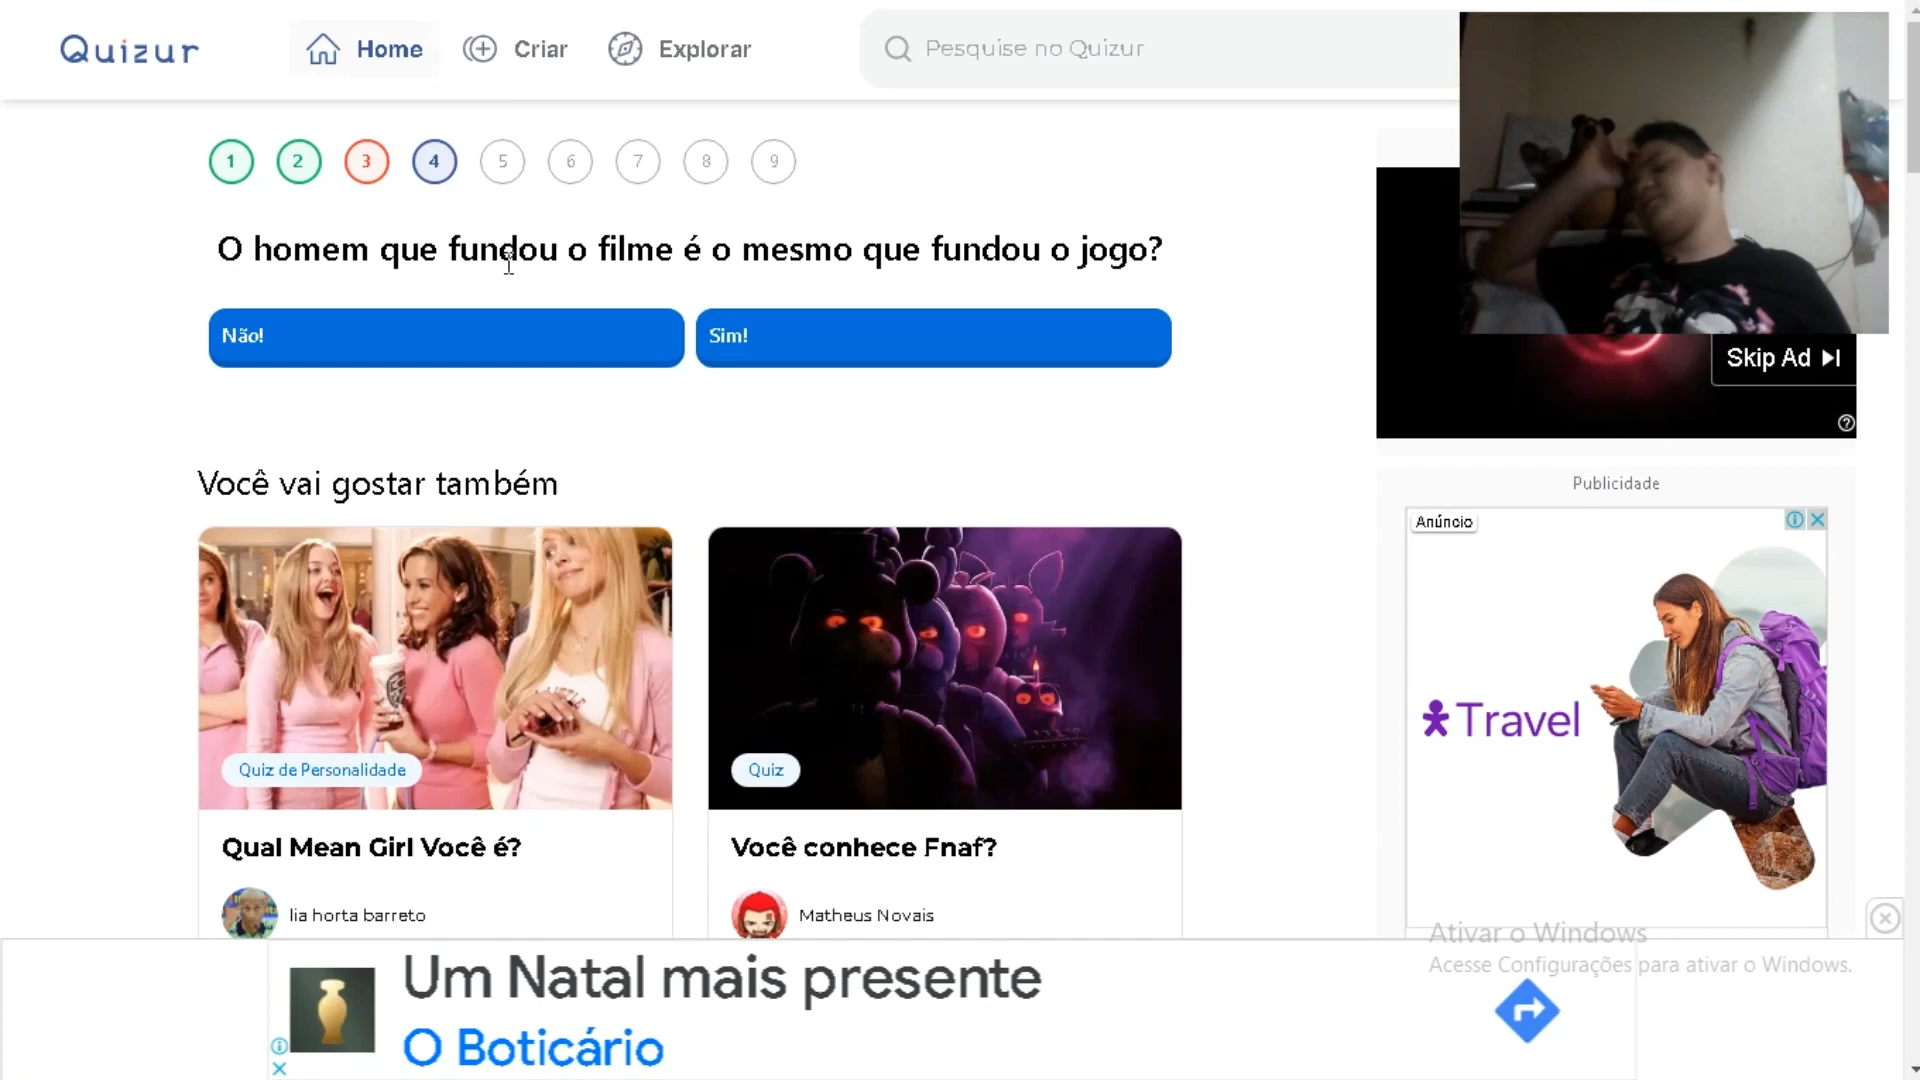 Quizur
Home
Criar
Explorar
Pesquise no Quizur
1 2 3 4 5 6 7 8 9
O homem que fundou o filme é o mesmo que fundou o jogo?
Não!
Sim!
Skip Ad
Você vai gostar também
Publicidade
Anúncio
Travel
Quiz de Personalidade
Quiz
Qual Mean Girl Você é?
Você conhece Fnaf?
lia horta barreto
Matheus Novais
Ativar o Windows
Acesse Configurações para ativar o Windows.
Um Natal mais presente
O Boticário